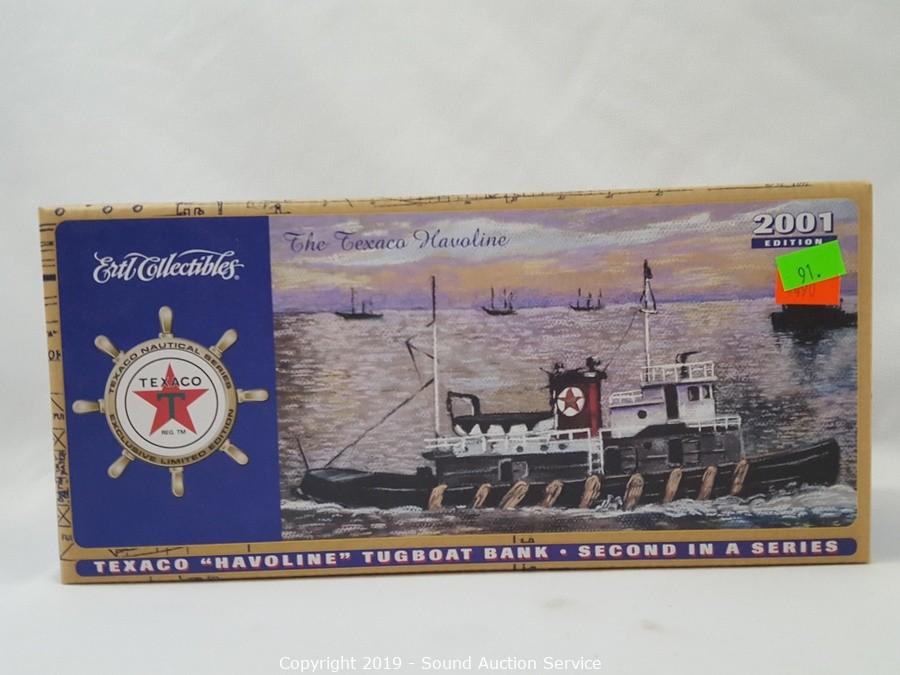 Ertl Collectibles®
The Texaco Havoline
2001
EDITION
91.
TEXACO NAUTICAL SERIES
TEXACO
T
REG. TM
EXCLUSIVE LIMITED EDITION
TEXACO "HAVOLINE" TUGBOAT BANK • SECOND IN A SERIES
Copyright 2019 - Sound Auction Service